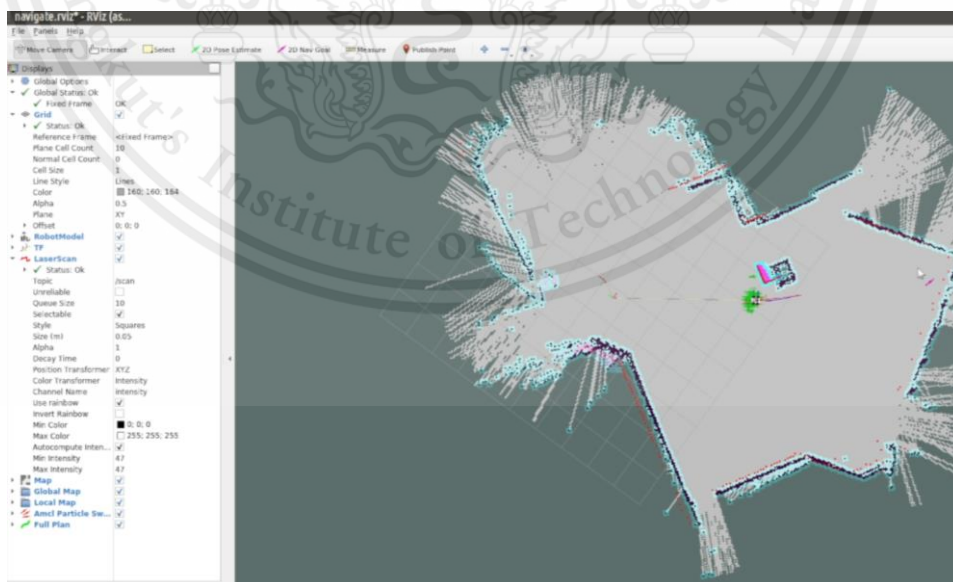 navigate.rviz* - RViz (as...
File Panels Help
Move Camera Interact Select 2D Pose Estimate 2D Nav Goal Measure Publish Point
Displays
Global Options
Global Status: Ok
Fixed Frame OK
Grid
Status: Ok
Reference Frame <Fixed Frame>
Plane Cell Count 10
Normal Cell Count 0
Cell Size 1
Line Style Lines
Color 160; 160; 164
Alpha 0.5
Plane XY
Offset 0; 0; 0
RobotModel
TF
LaserScan
Status: Ok
Topic /scan
Unreliable
Queue Size 10
Selectable
Style Squares
Size (m) 0.05
Alpha 1
Decay Time 0
Position Transformer XYZ
Color Transformer Intensity
Channel Name intensity
Use rainbow
Invert Rainbow
Min Color 0; 0; 0
Max Color 255; 255; 255
Autocompute Inten...
Min Intensity 47
Max Intensity 47
Map
Global Map
Local Map
Amcl Particle Sw...
Full Plan
Institute of Technology